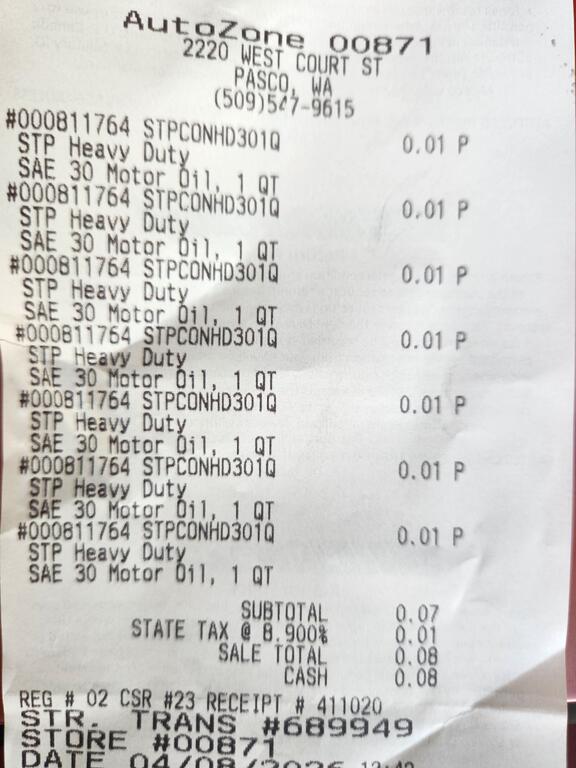 AutoZone 00871
2220 WEST COURT ST
PASCO, WA
(509)547-9615
#000811764 STPCONHD301Q 0.01 P
STP Heavy Duty
SAE 30 Motor Oil, 1 QT
#000811764 STPCONHD301Q 0.01 P
STP Heavy Duty
SAE 30 Motor Oil, 1 QT
#000811764 STPCONHD301Q 0.01 P
STP Heavy Duty
SAE 30 Motor Oil, 1 QT
#000811764 STPCONHD301Q 0.01 P
STP Heavy Duty
SAE 30 Motor Oil, 1 QT
#000811764 STPCONHD301Q 0.01 P
STP Heavy Duty
SAE 30 Motor Oil, 1 QT
#000811764 STPCONHD301Q 0.01 P
STP Heavy Duty
SAE 30 Motor Oil, 1 QT
#000811764 STPCONHD301Q 0.01 P
STP Heavy Duty
SAE 30 Motor Oil, 1 QT
SUBTOTAL 0.07
STATE TAX @ 8.900% 0.01
SALE TOTAL 0.08
CASH 0.08
REG # 02 CSR #23 RECEIPT # 411020
STR. TRANS #689949
STORE #00871
DATE 04/08/2026